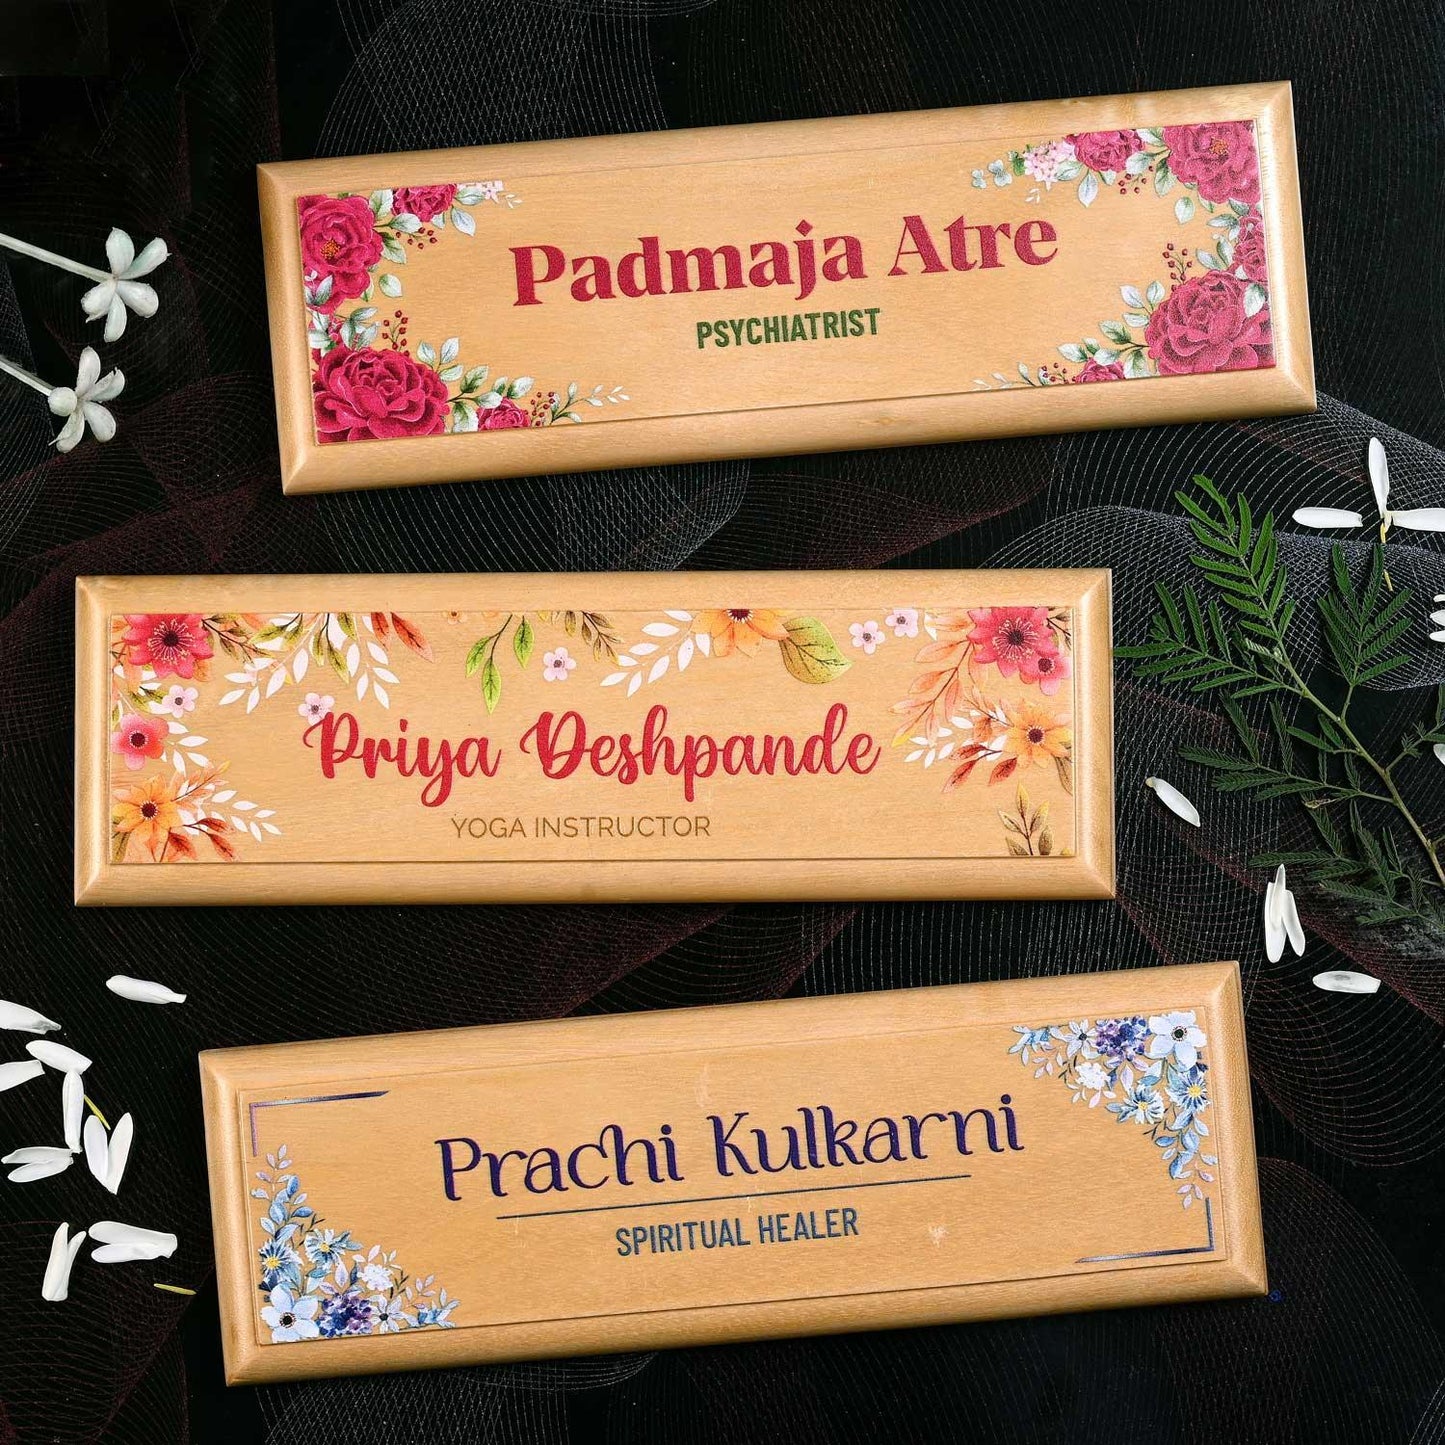 Padmaja Atre
PSYCHIATRIST
Priya Deshpande
YOGA INSTRUCTOR
Prachi Kulkarni
SPIRITUAL HEALER